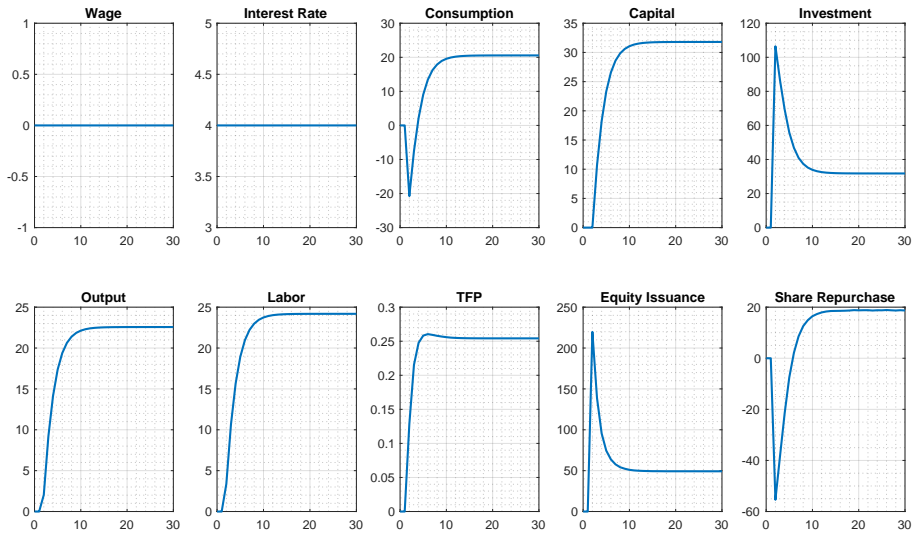 Wage Interest Rate Consumption Capital Investment
1 5 30 35 120
0.5 4.5 20 30 100
0 4 10 25 80
-0.5 3.5 0 20 60
-1 3 -10 15 40
-20 10 20
-30 5 0
0
0 10 20 30 0 10 20 30 0 10 20 30 0 10 20 30 0 10 20 30
Output Labor TFP Equity Issuance Share Repurchase
25 25 0.3 250 20
20 20 0.25 200 0
15 15 0.2 150 -20
10 10 0.15 100 -40
5 5 0.1 50 -60
0 0 0.05 0
0
0 10 20 30 0 10 20 30 0 10 20 30 0 10 20 30 0 10 20 30